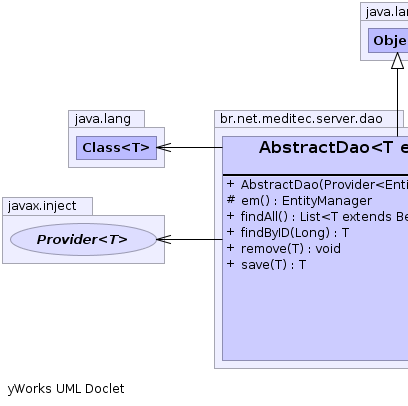 java.la
Obje
java.lang
br.net.meditec.server.dao
Class<T>
AbstractDao<T e
+ AbstractDao(Provider<Enti
# em() : EntityManager
javax.inject
+ findAll() : List<T extends Be
+ findByID(Long) : T
Provider<T>
+ remove(T) : void
+ save(T) : T
yWorks UML Doclet